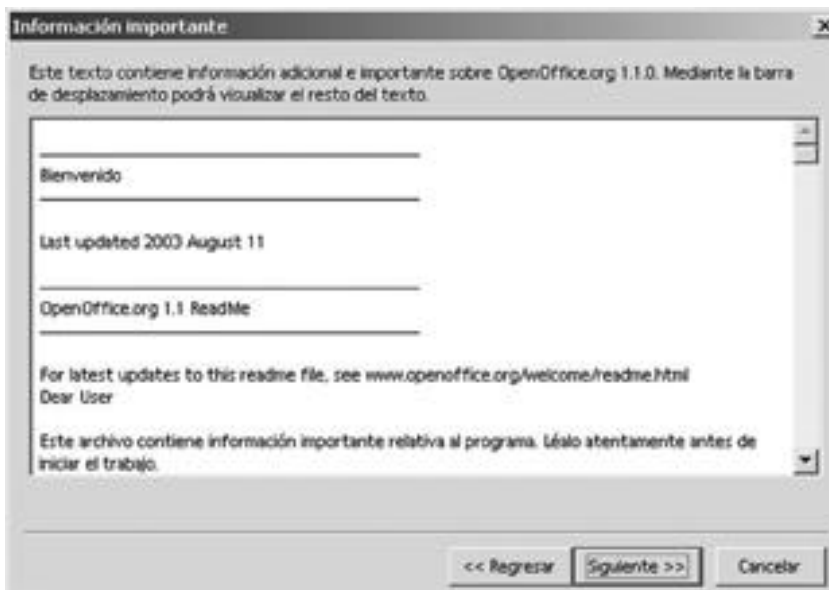 Información importante
Este texto contiene información adicional e importante sobre OpenOffice.org 1.1.0. Mediante la barra
de desplazamiento podrá visualizar el resto del texto.
Bienvenido
Last updated 2003 August 11
OpenOffice.org 1.1 ReadMe
For latest updates to this readme file, see www.openoffice.org/welcome/readme.html
Dear User
Este archivo contiene información importante relativa al programa. Léalo atentamente antes de
iniciar el trabajo.
<< Regresar
Siguiente >>
Cancelar